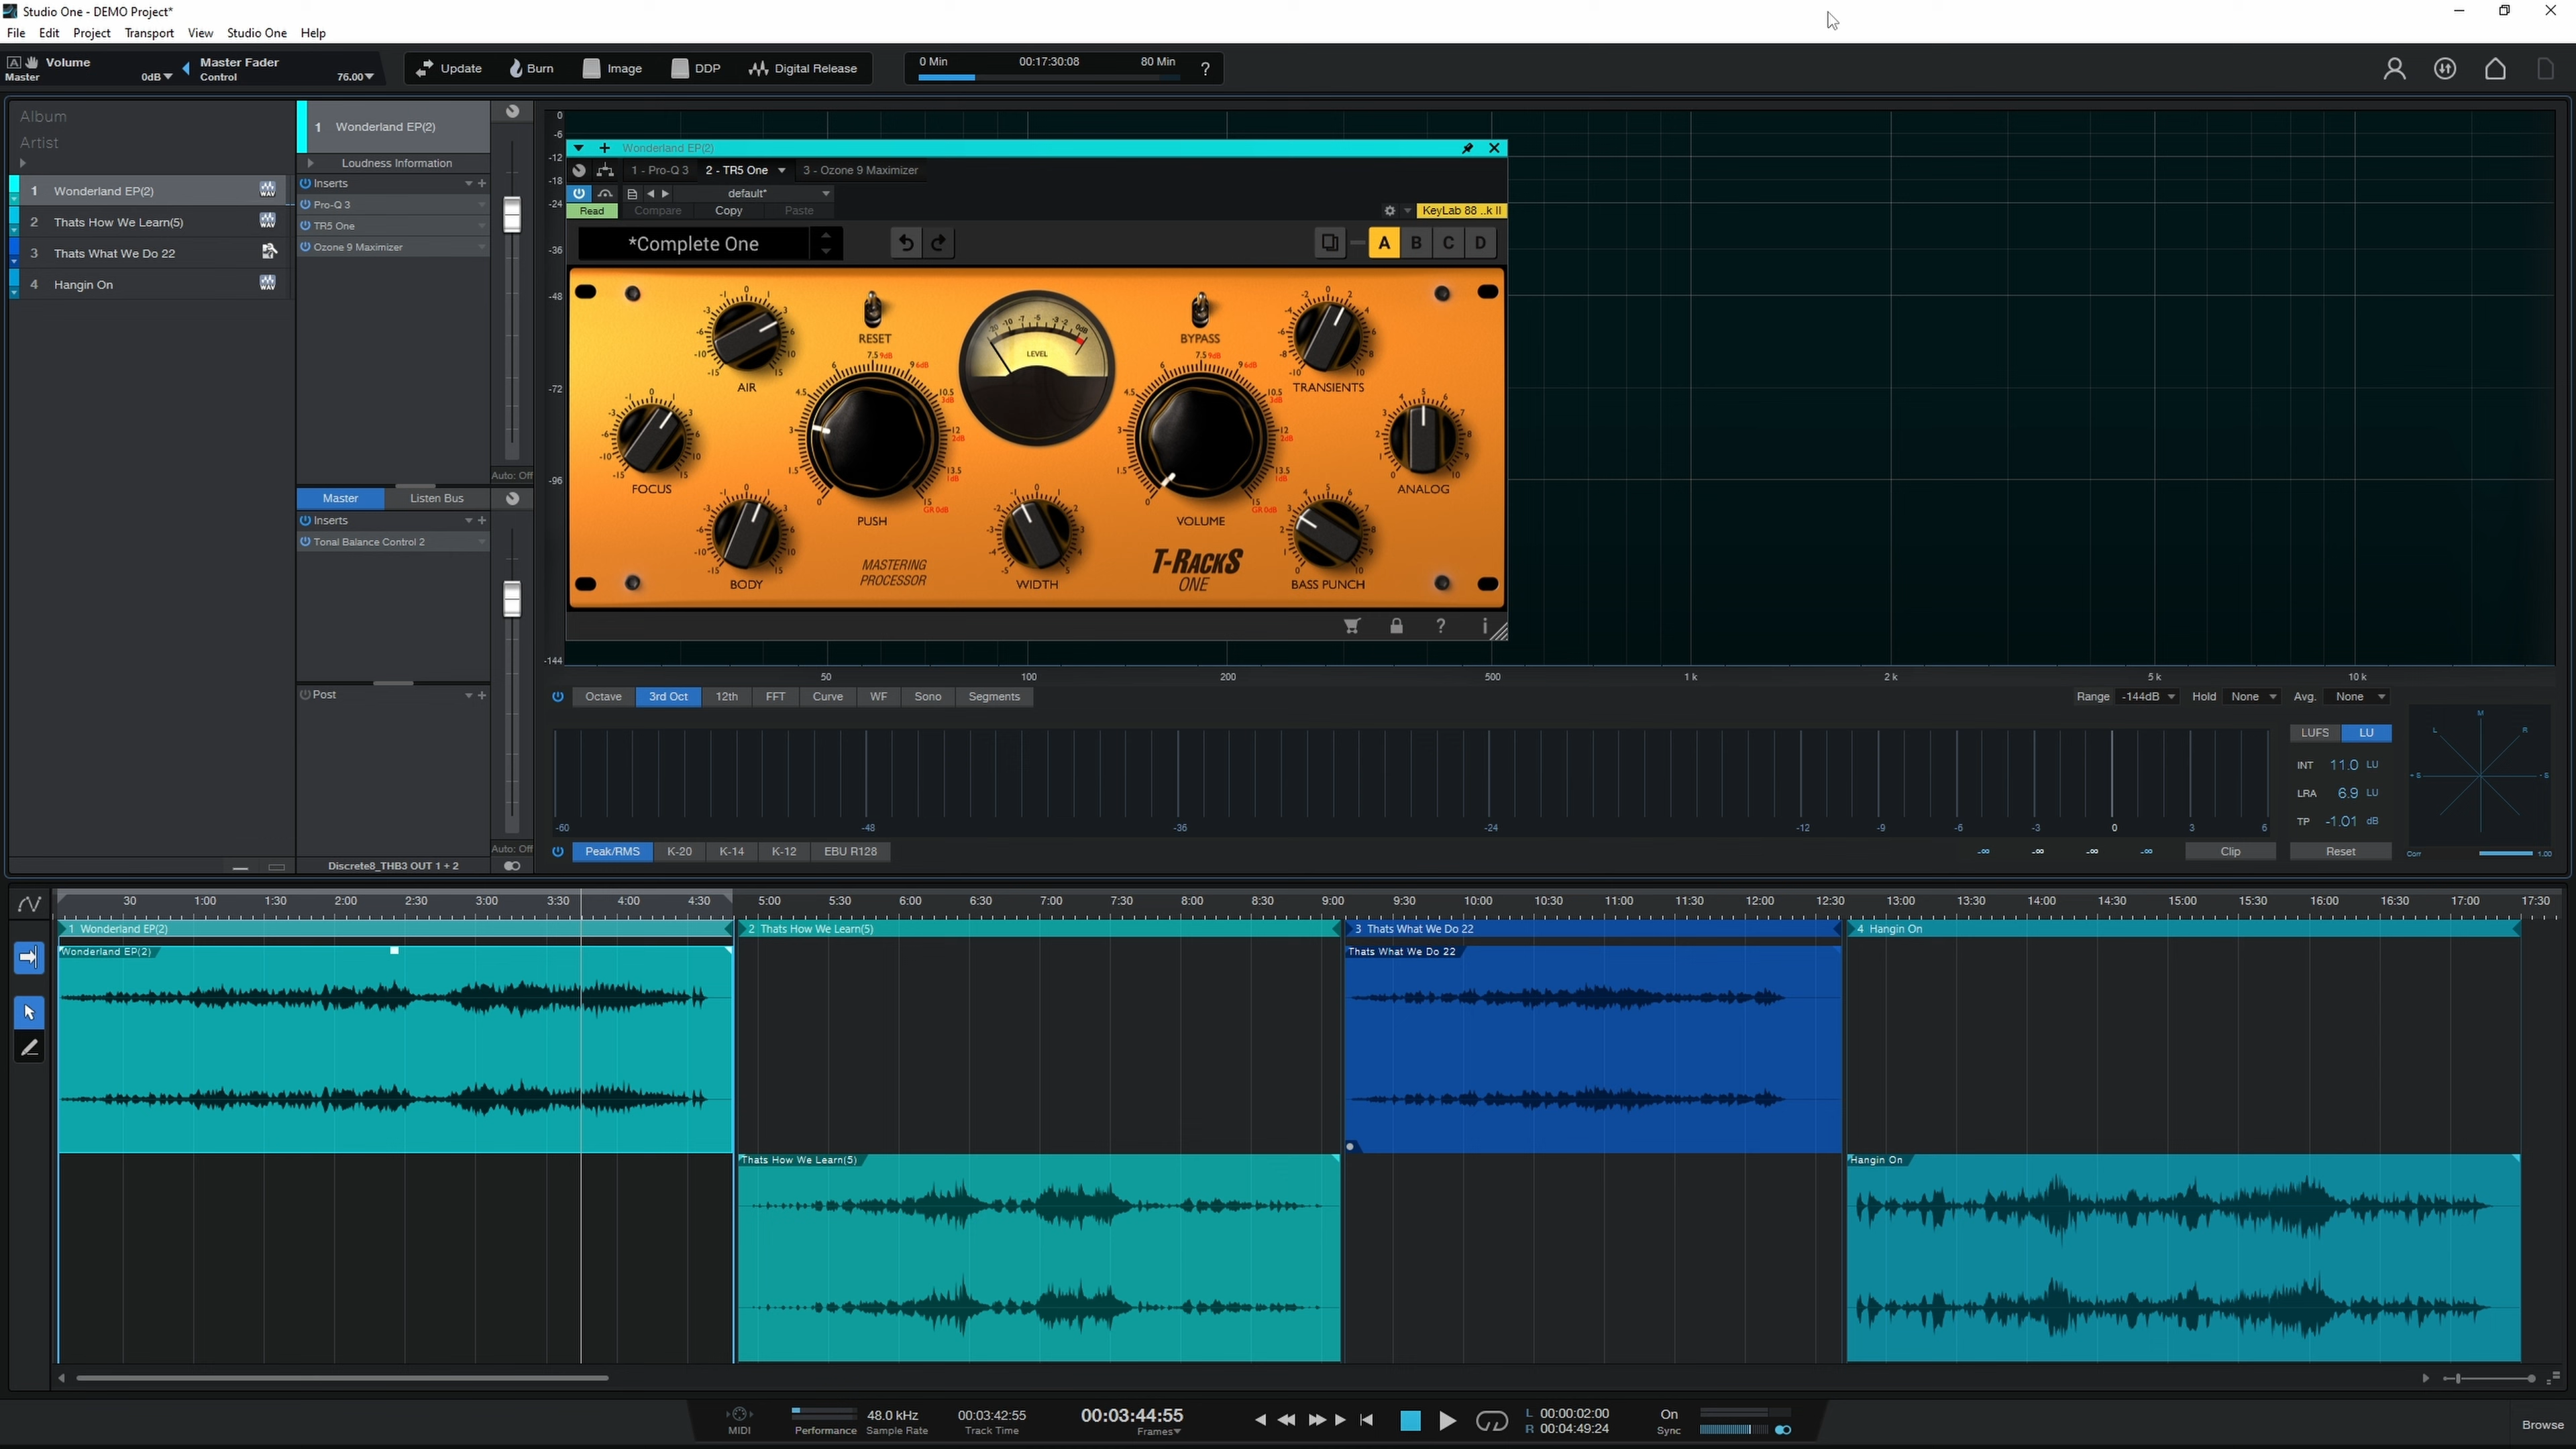 Studio One - DEMO Project*
File Edit Project Transport View Studio One Help
Volume
Master 0dB
Master Fader
Control 76.00
Update Burn Image DDP Digital Release
0 Min 00:17:30:08 80 Min ?
Album
Artist
1 Wonderland EP(2)
2 Thats How We Learn(5)
3 Thats What We Do 22
4 Hangin On
1 Wonderland EP(2)
Loudness Information
Inserts
Pro-Q 3
TR5 One
Ozone 9 Maximizer
Auto: Off
Master Listen Bus
Inserts
Tonal Balance Control 2
Post
Auto: Off
Discrete8_THB3 OUT 1 + 2
0
-6
-12
-18
-24
-36
-48
-72
-96
-144
Wonderland EP(2)
1 - Pro-Q 3 2 - TR5 One 3 - Ozone 9 Maximizer
default*
Read Compare Copy Paste KeyLab 88 ..k II
*Complete One A B C D
AIR
RESET
LEVEL
BYPASS
TRANSIENTS
FOCUS
ANALOG
PUSH
VOLUME
BODY
MASTERING
PROCESSOR
WIDTH
T-RackS
ONE
BASS PUNCH
50 100 200 500 1 k 2 k 5 k 10 k
Octave 3rd Oct 12th FFT Curve WF Sono Segments
Range -144dB Hold None Avg. None
-60 -48 -36 -24 -12 -9 -6 -3 0 3 6
LUFS LU
INT 11.0 LU
LRA 6.9 LU
TP -1.01 dB
M
L R
+S -S
Corr 1.00
Peak/RMS K-20 K-14 K-12 EBU R128
-∞ -∞ -∞ -∞ Clip Reset
30 1:00 1:30 2:00 2:30 3:00 3:30 4:00 4:30 5:00 5:30 6:00 6:30 7:00 7:30 8:00 8:30 9:00 9:30 10:00 10:30 11:00 11:30 12:00 12:30 13:00 13:30 14:00 14:30 15:00 15:30 16:00 16:30 17:00 17:30
1 Wonderland EP(2) 2 Thats How We Learn(5) 3 Thats What We Do 22 4 Hangin On
Wonderland EP(2)
Thats What We Do 22
Thats How We Learn(5)
Hangin On
MIDI
Performance
48.0 kHz
Sample Rate
00:03:42:55
Track Time
00:03:44:55
Frames
L 00:00:02:00
R 00:04:49:24
On
Sync
Browse